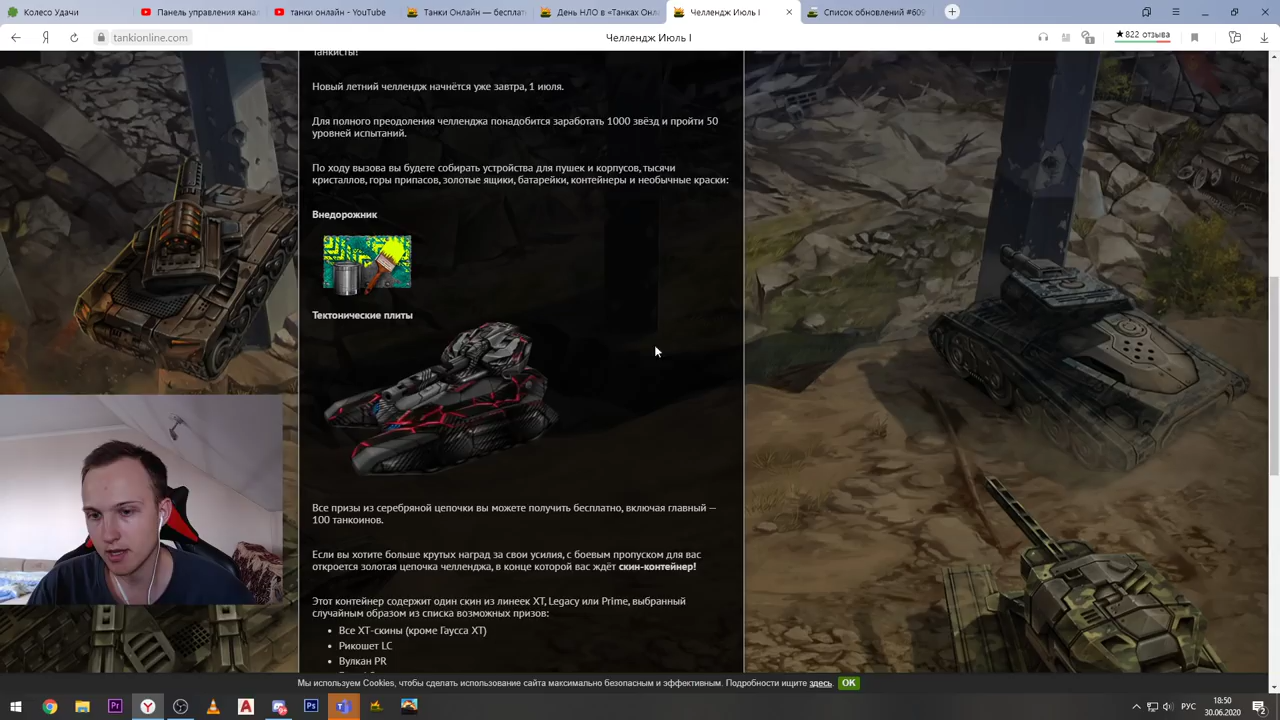 Колесо Удачи
Панель управления кана
танки онлайн - YouTube
Танки Онлайн — бесплат
День НЛО в «Танках Онл
Челлендж Июль I
Список обновлений #609
tankionline.com
Челлендж Июль I
★822 отзыва
Танкисты!
Новый летний челлендж начнётся уже завтра, 1 июля.
Для полного преодоления челленджа понадобится заработать 1000 звёзд и пройти 50
уровней испытаний.
По ходу вызова вы будете собирать устройства для пушек и корпусов, тысячи
кристаллов, горы припасов, золотые ящики, батарейки, контейнеры и необычные краски:
Внедорожник
Тектонические плиты
Все призы из серебряной цепочки вы можете получить бесплатно, включая главный —
100 танкоинов.
Если вы хотите больше крутых наград за свои усилия, с боевым пропуском для вас
откроется золотая цепочка челленджа, в конце которой вас ждёт скин-контейнер!
Этот контейнер содержит один скин из линеек XT, Legacy или Prime, выбранный
случайным образом из списка возможных призов:
• Все XT-скины (кроме Гаусса XT)
• Рикошет LC
• Вулкан PR
Мы используем Cookies, чтобы сделать использование сайта максимально безопасным и эффективным. Подробности ищите здесь. OK
РУС
18:50
30.06.2020